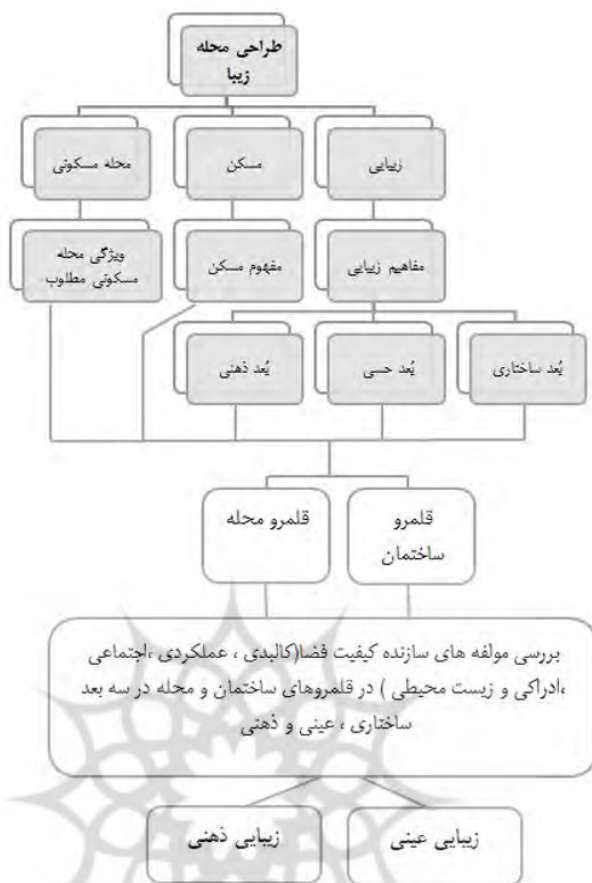 طراحی محله
زیبا
زیبایی
مسکن
محله مسکونی
مفاهیم زیبایی
مفهوم مسکن
ویژگی محله
مسکونی مطلوب
بُعد ساختاری
بُعد حسی
بُعد ذهنی
قلمرو
ساختمان
قلمرو محله
بررسی مولفه های سازنده کیفیت فضا(کالبدی ، عملکردی ،اجتماعی
،ادراکی و زیست محیطی ) در قلمروهای ساختمان و محله در سه بعد
ساختاری ، عینی و ذهنی
زیبایی عینی
زیبایی ذهنی